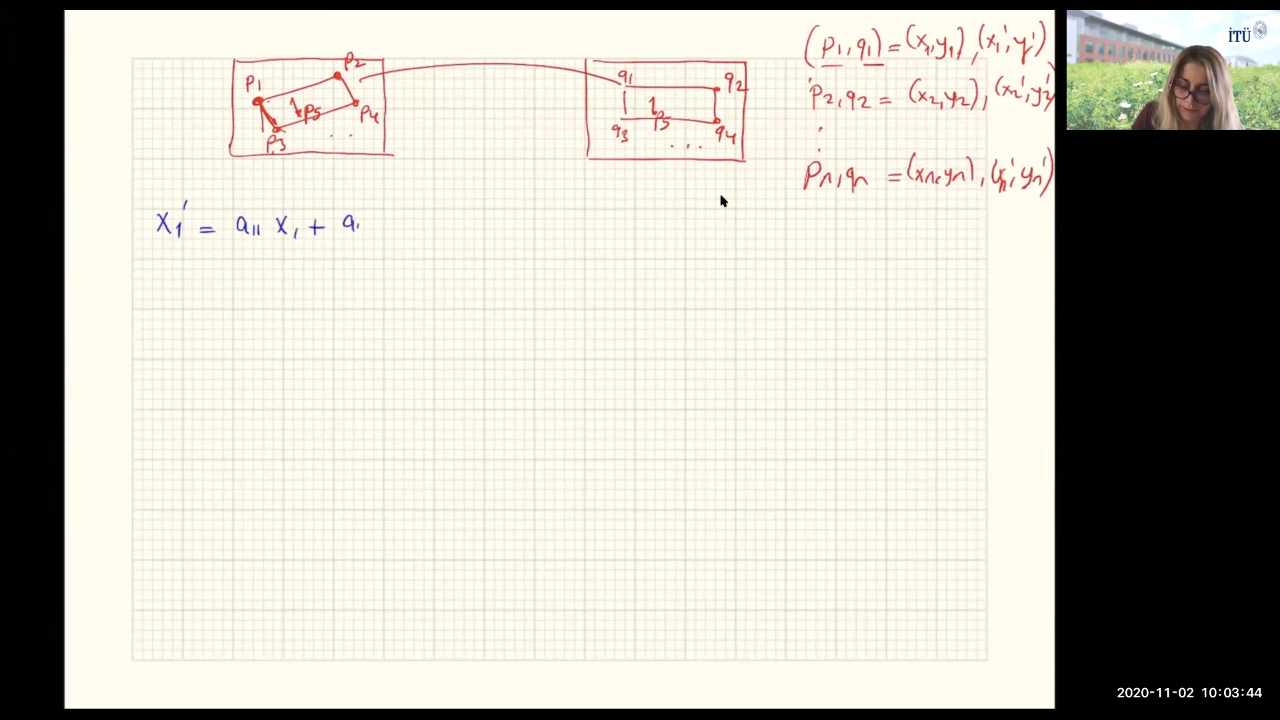 (p1, q1) = (x1, y1), (x1', y')
p2, q2 = (x2, y2), (x2', y2')
:
pn, qn = (xn, yn), (xn', yn')
p1 p2
p5 p4
p3 . .
q1 q2
p5
q3 q4
. . .
x1' = a11 x1 + a1
İTÜ
2020-11-02 10:03:44